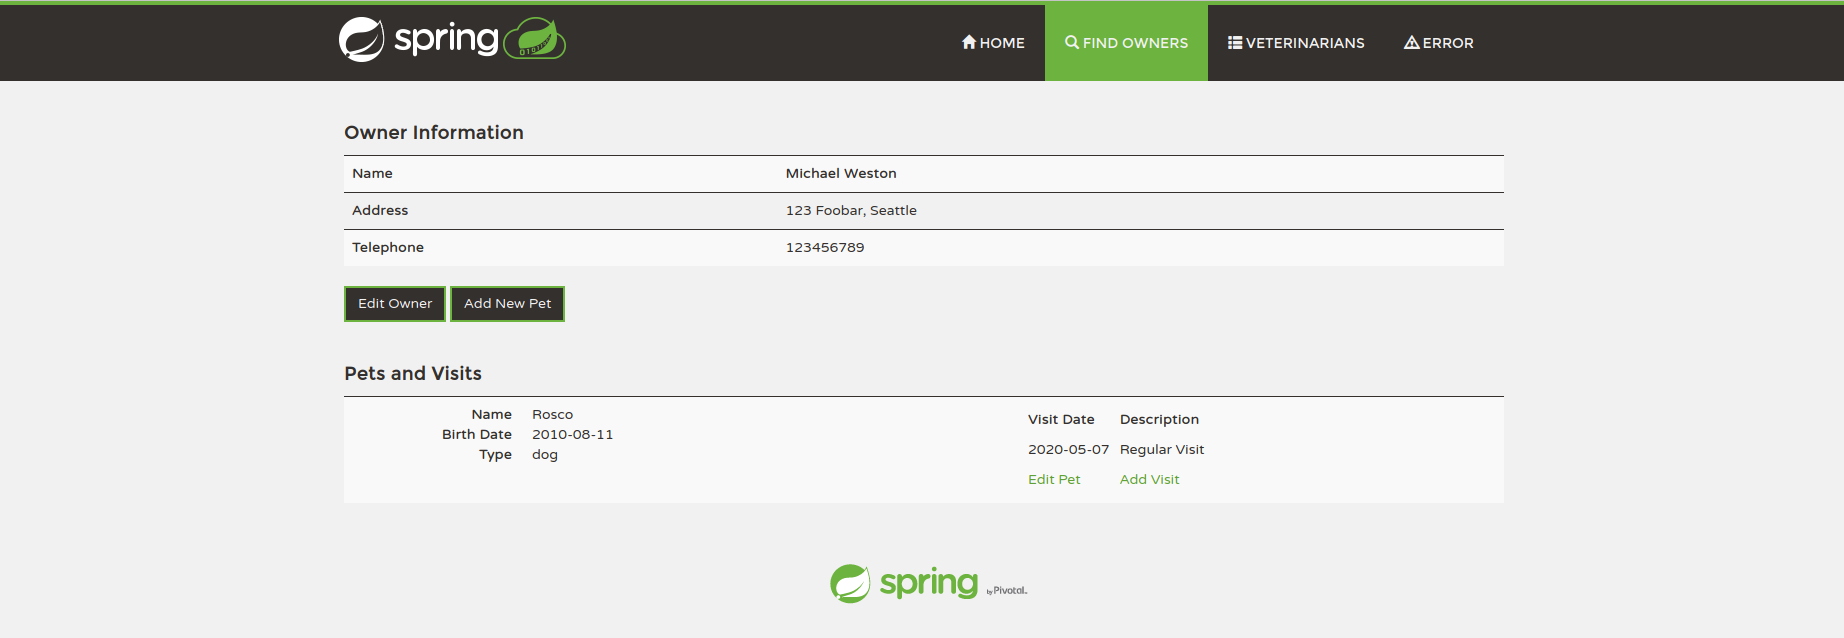 spring
HOME FIND OWNERS VETERINARIANS ERROR
Owner Information
Name Michael Weston
Address 123 Foobar, Seattle
Telephone 123456789
Edit Owner Add New Pet
Pets and Visits
Name Rosco
Birth Date 2010-08-11
Type dog
Visit Date Description
2020-05-07 Regular Visit
Edit Pet Add Visit
spring by Pivotal.